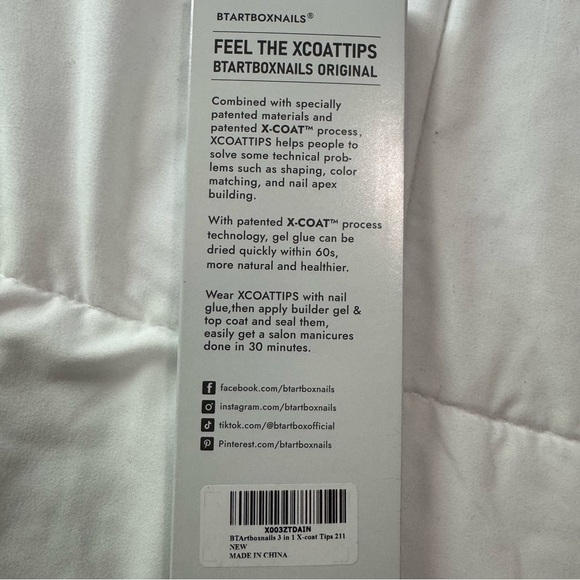 BTARTBOXNAILS®
FEEL THE XCOATTIPS
BTARTBOXNAILS ORIGINAL
Combined with specially
patented materials and
patented X-COAT™ process,
XCOATTIPS helps people to
solve some technical prob-
lems such as shaping, color
matching, and nail apex
building.
With patented X-COAT™ process
technology, gel glue can be
dried quickly within 60s,
more natural and healthier.
Wear XCOATTIPS with nail
glue,then apply builder gel &
top coat and seal them,
easily get a salon manicures
done in 30 minutes.
facebook.com/btartboxnails
instagram.com/btartboxnails
tiktok.com/@btartboxofficial
Pinterest.com/btartboxnails
X003ZTDAIN
BTArtboxnails 3 in 1 X-coat Tips 211
NEW
MADE IN CHINA